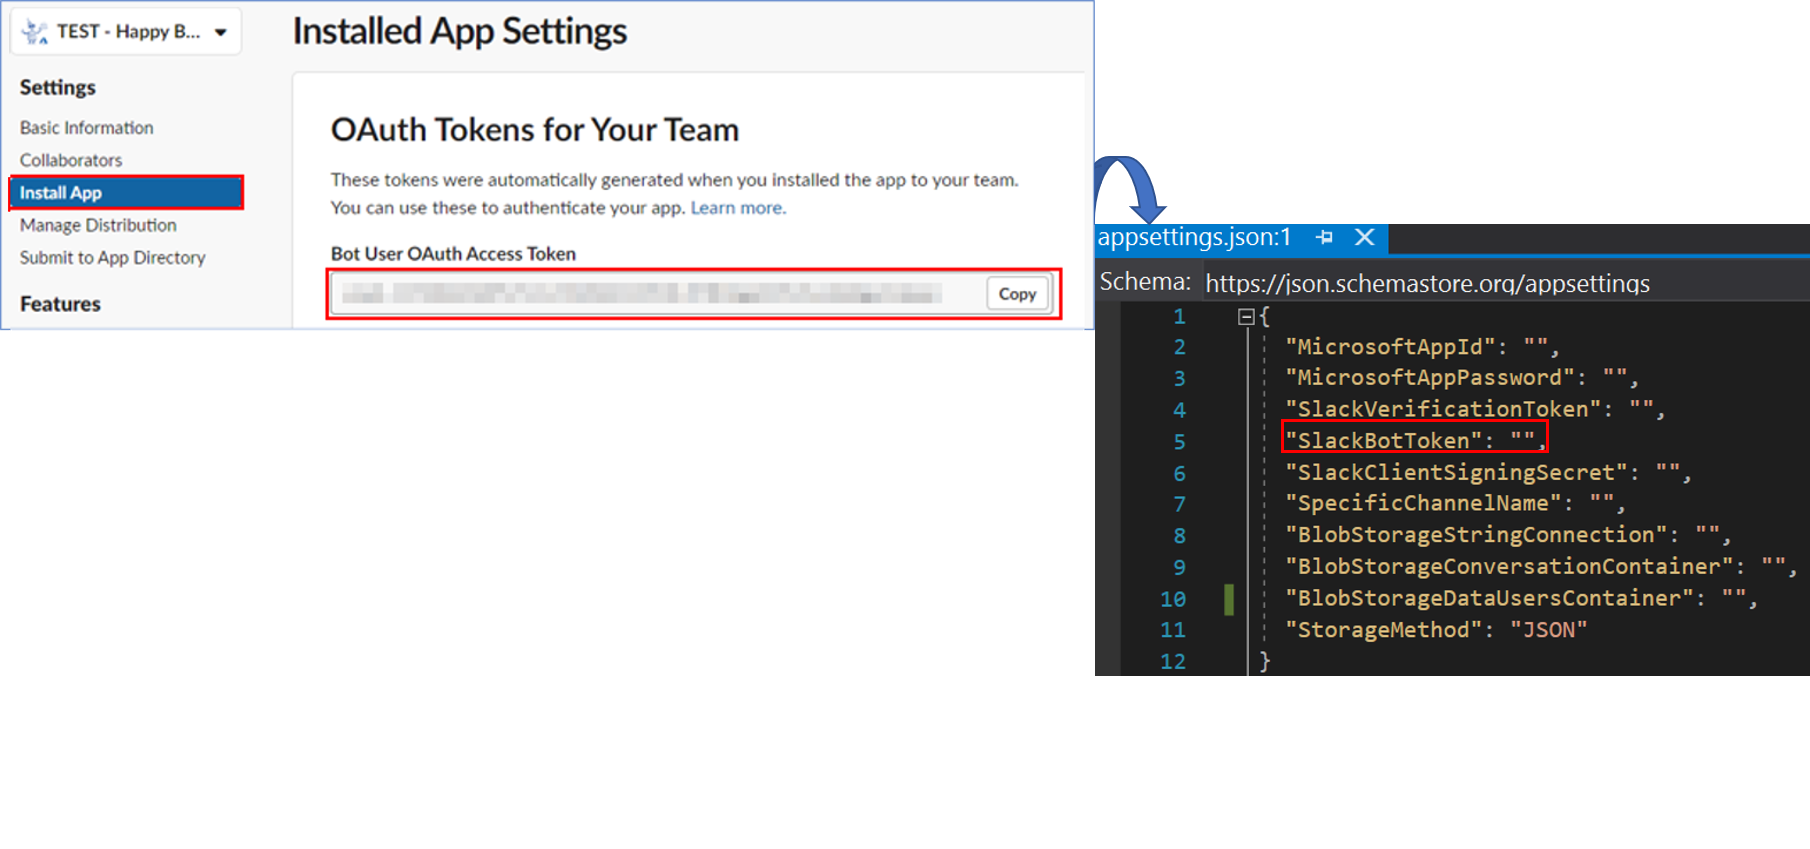 TEST - Happy B...
Installed App Settings
Settings
Basic Information
Collaborators
Install App
Manage Distribution
Submit to App Directory
Features
OAuth Tokens for Your Team
These tokens were automatically generated when you installed the app to your team.
You can use these to authenticate your app. Learn more.
Bot User OAuth Access Token
Copy
appsettings.json:1
Schema: https://json.schemastore.org/appsettings
1 {
2 "MicrosoftAppId": "",
3 "MicrosoftAppPassword": "",
4 "SlackVerificationToken": "",
5 "SlackBotToken": "",
6 "SlackClientSigningSecret": "",
7 "SpecificChannelName": "",
8 "BlobStorageStringConnection": "",
9 "BlobStorageConversationContainer": "",
10 "BlobStorageDataUsersContainer": "",
11 "StorageMethod": "JSON"
12 }